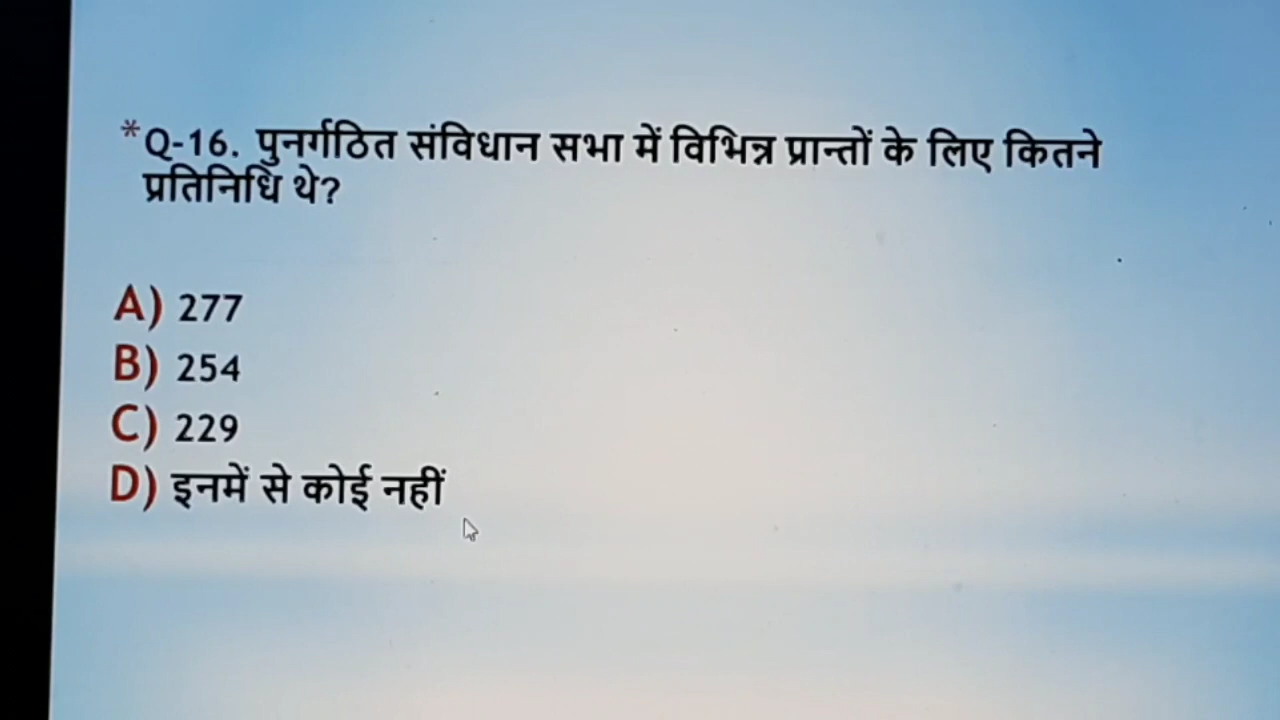 *Q-16. पुनर्गठित संविधान सभा में विभिन्न प्रान्तों के लिए कितने
प्रतिनिधि थे?
A) 277
B) 254
C) 229
D) इनमें से कोई नहीं